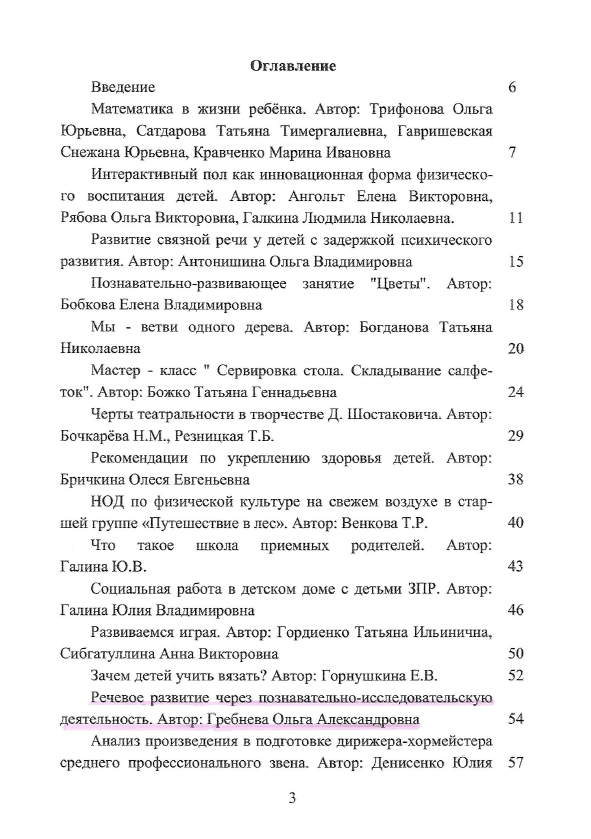 Оглавление
Введение 6
Математика в жизни ребёнка. Автор: Трифонова Ольга
Юрьевна, Сатдарова Татьяна Тимергалиевна, Гавришевская
Снежана Юрьевна, Кравченко Марина Ивановна 7
Интерактивный пол как инновационная форма физическо-
го воспитания детей. Автор: Ангольт Елена Викторовна,
Рябова Ольга Викторовна, Галкина Людмила Николаевна. 11
Развитие связной речи у детей с задержкой психического
развития. Автор: Антонишина Ольга Владимировна 15
Познавательно-развивающее занятие "Цветы". Автор:
Бобкова Елена Владимировна 18
Мы - ветви одного дерева. Автор: Богданова Татьяна
Николаевна 20
Мастер - класс " Сервировка стола. Складывание салфе-
ток". Автор: Божко Татьяна Геннадьевна 24
Черты театральности в творчестве Д. Шостаковича. Автор:
Бочкарёва Н.М., Резницкая Т.Б. 29
Рекомендации по укреплению здоровья детей. Автор:
Бричкина Олеся Евгеньевна 38
НОД по физической культуре на свежем воздухе в стар-
шей группе «Путешествие в лес». Автор: Венкова Т.Р. 40
Что такое школа приемных родителей. Автор:
Галина Ю.В. 43
Социальная работа в детском доме с детьми ЗПР. Автор:
Галина Юлия Владимировна 46
Развиваемся играя. Автор: Гордиенко Татьяна Ильинична,
Сибгатуллина Анна Викторовна 50
Зачем детей учить вязать? Автор: Горнушкина Е.В. 52
Речевое развитие через познавательно-исследовательскую
деятельность. Автор: Гребнева Ольга Александровна 54
Анализ произведения в подготовке дирижера-хормейстера
среднего профессионального звена. Автор: Денисенко Юлия 57
3